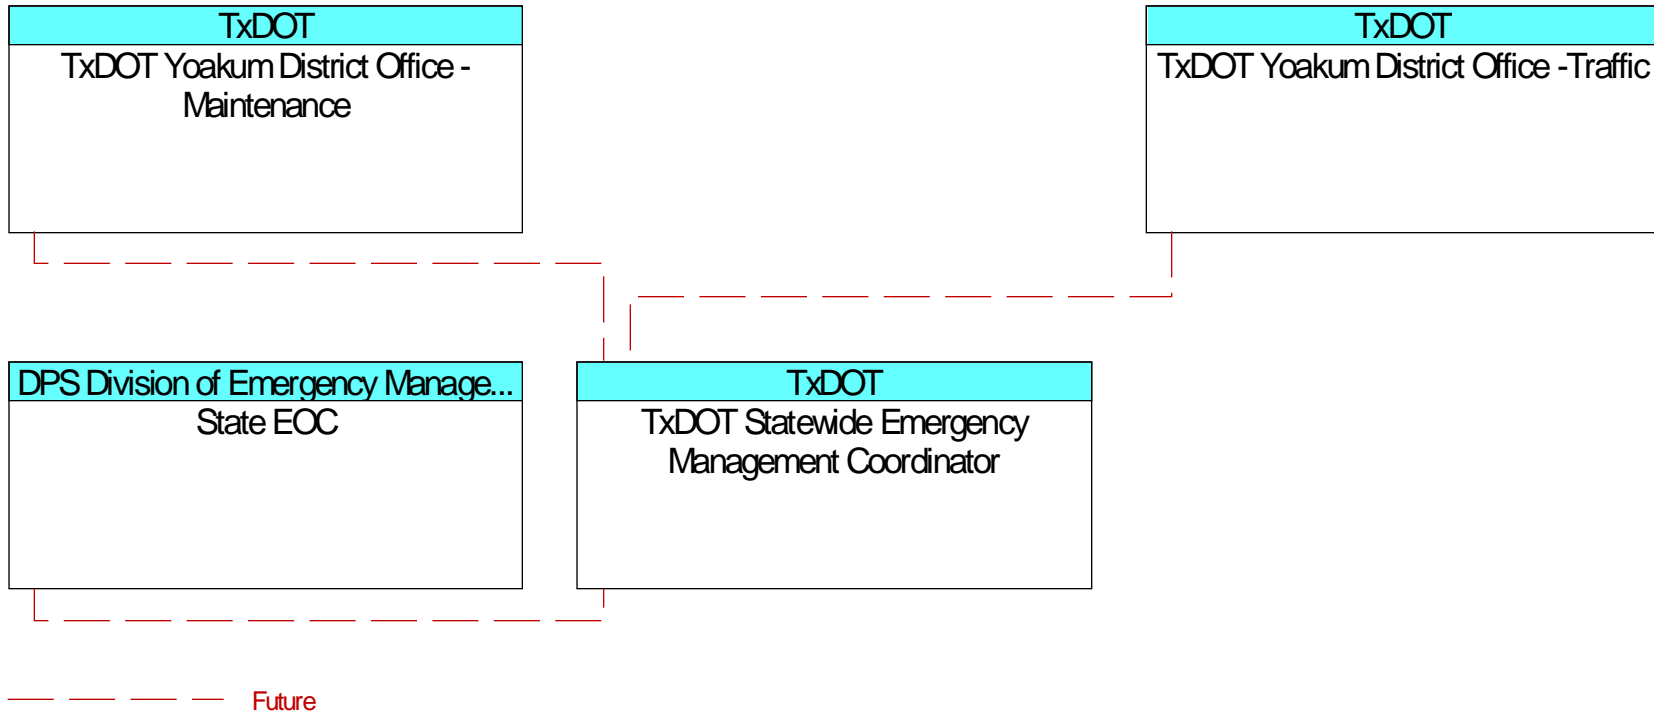 TxDOT
TxDOT Yoakum District Office -
Maintenance
TxDOT
TxDOT Yoakum District Office -Traffic
DPS Division of Emergency Manage...
State EOC
TxDOT
TxDOT Statewide Emergency
Management Coordinator
Future